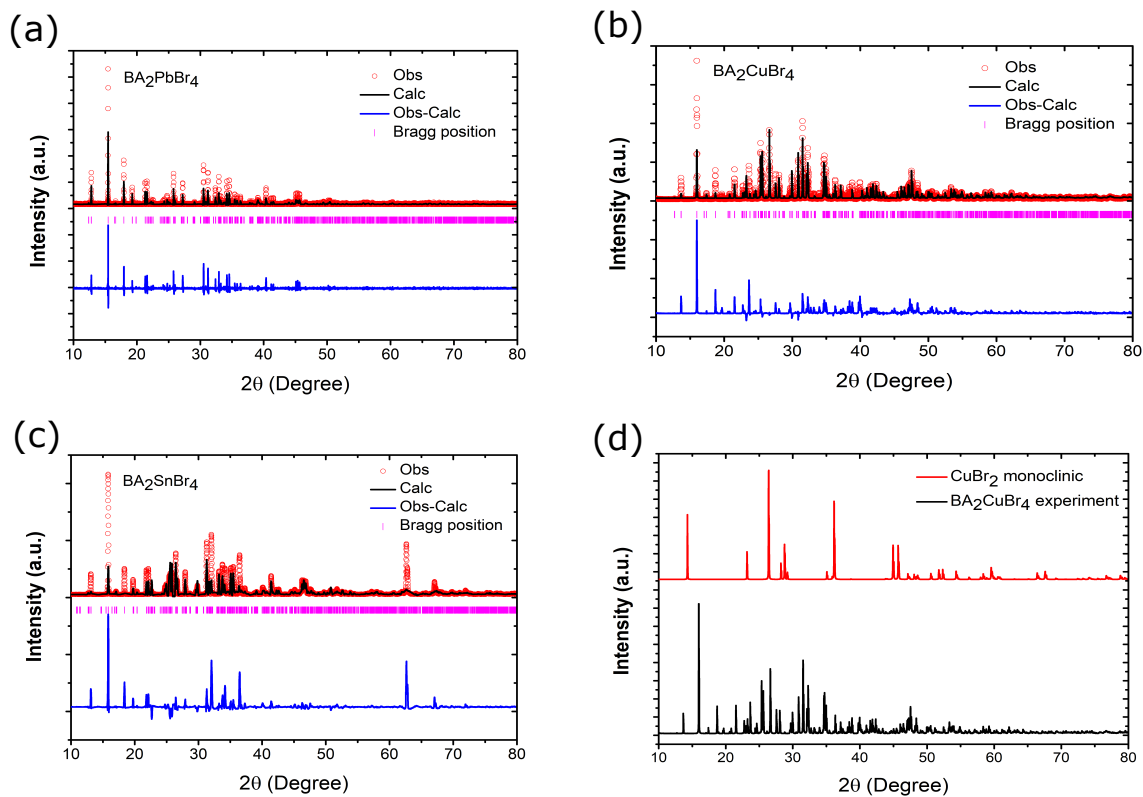 (a)
BA₂PbBr₄
Obs
Calc
Obs-Calc
Bragg position
Intensity (a.u.)
10 20 30 40 50 60 70 80
2θ (Degree)
(b)
BA₂CuBr₄
Obs
Calc
Obs-Calc
Bragg position
Intensity (a.u.)
10 20 30 40 50 60 70 80
2θ (Degree)
(c)
BA₂SnBr₄
Obs
Calc
Obs-Calc
Bragg position
Intensity (a.u.)
10 20 30 40 50 60 70 80
2θ (Degree)
(d)
CuBr₂ monoclinic
BA₂CuBr₄ experiment
Intensity (a.u.)
10 20 30 40 50 60 70 80
2θ (Degree)